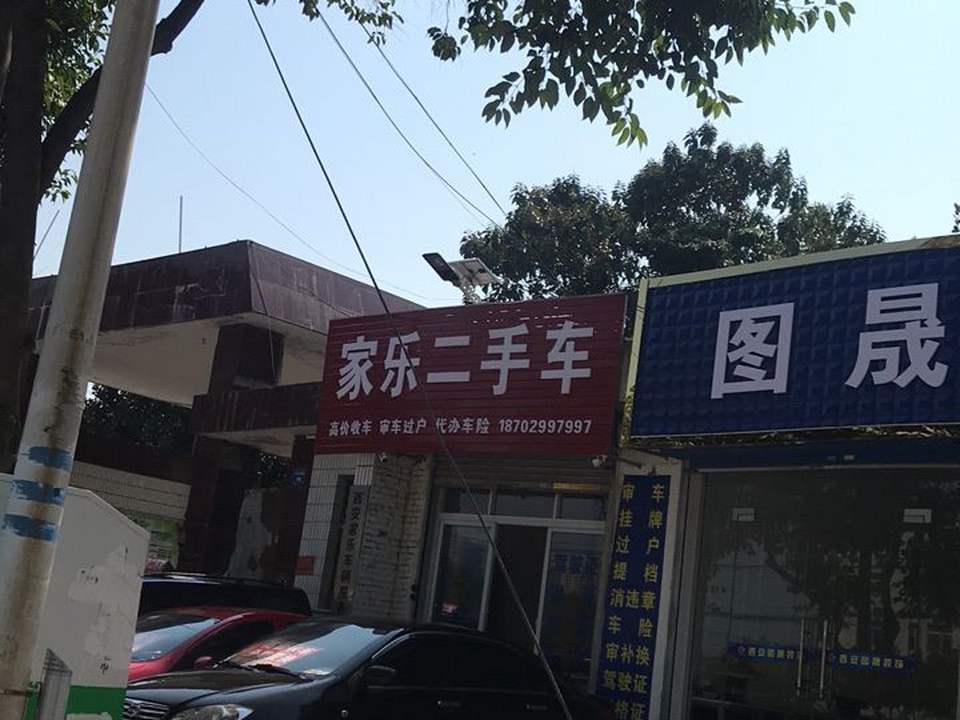 家乐二手车
高价收车 审车过户 代办车险 18702997997
图晟
审车
挂牌
过户
提档
消违章
车险
审补换
驾驶证
格证